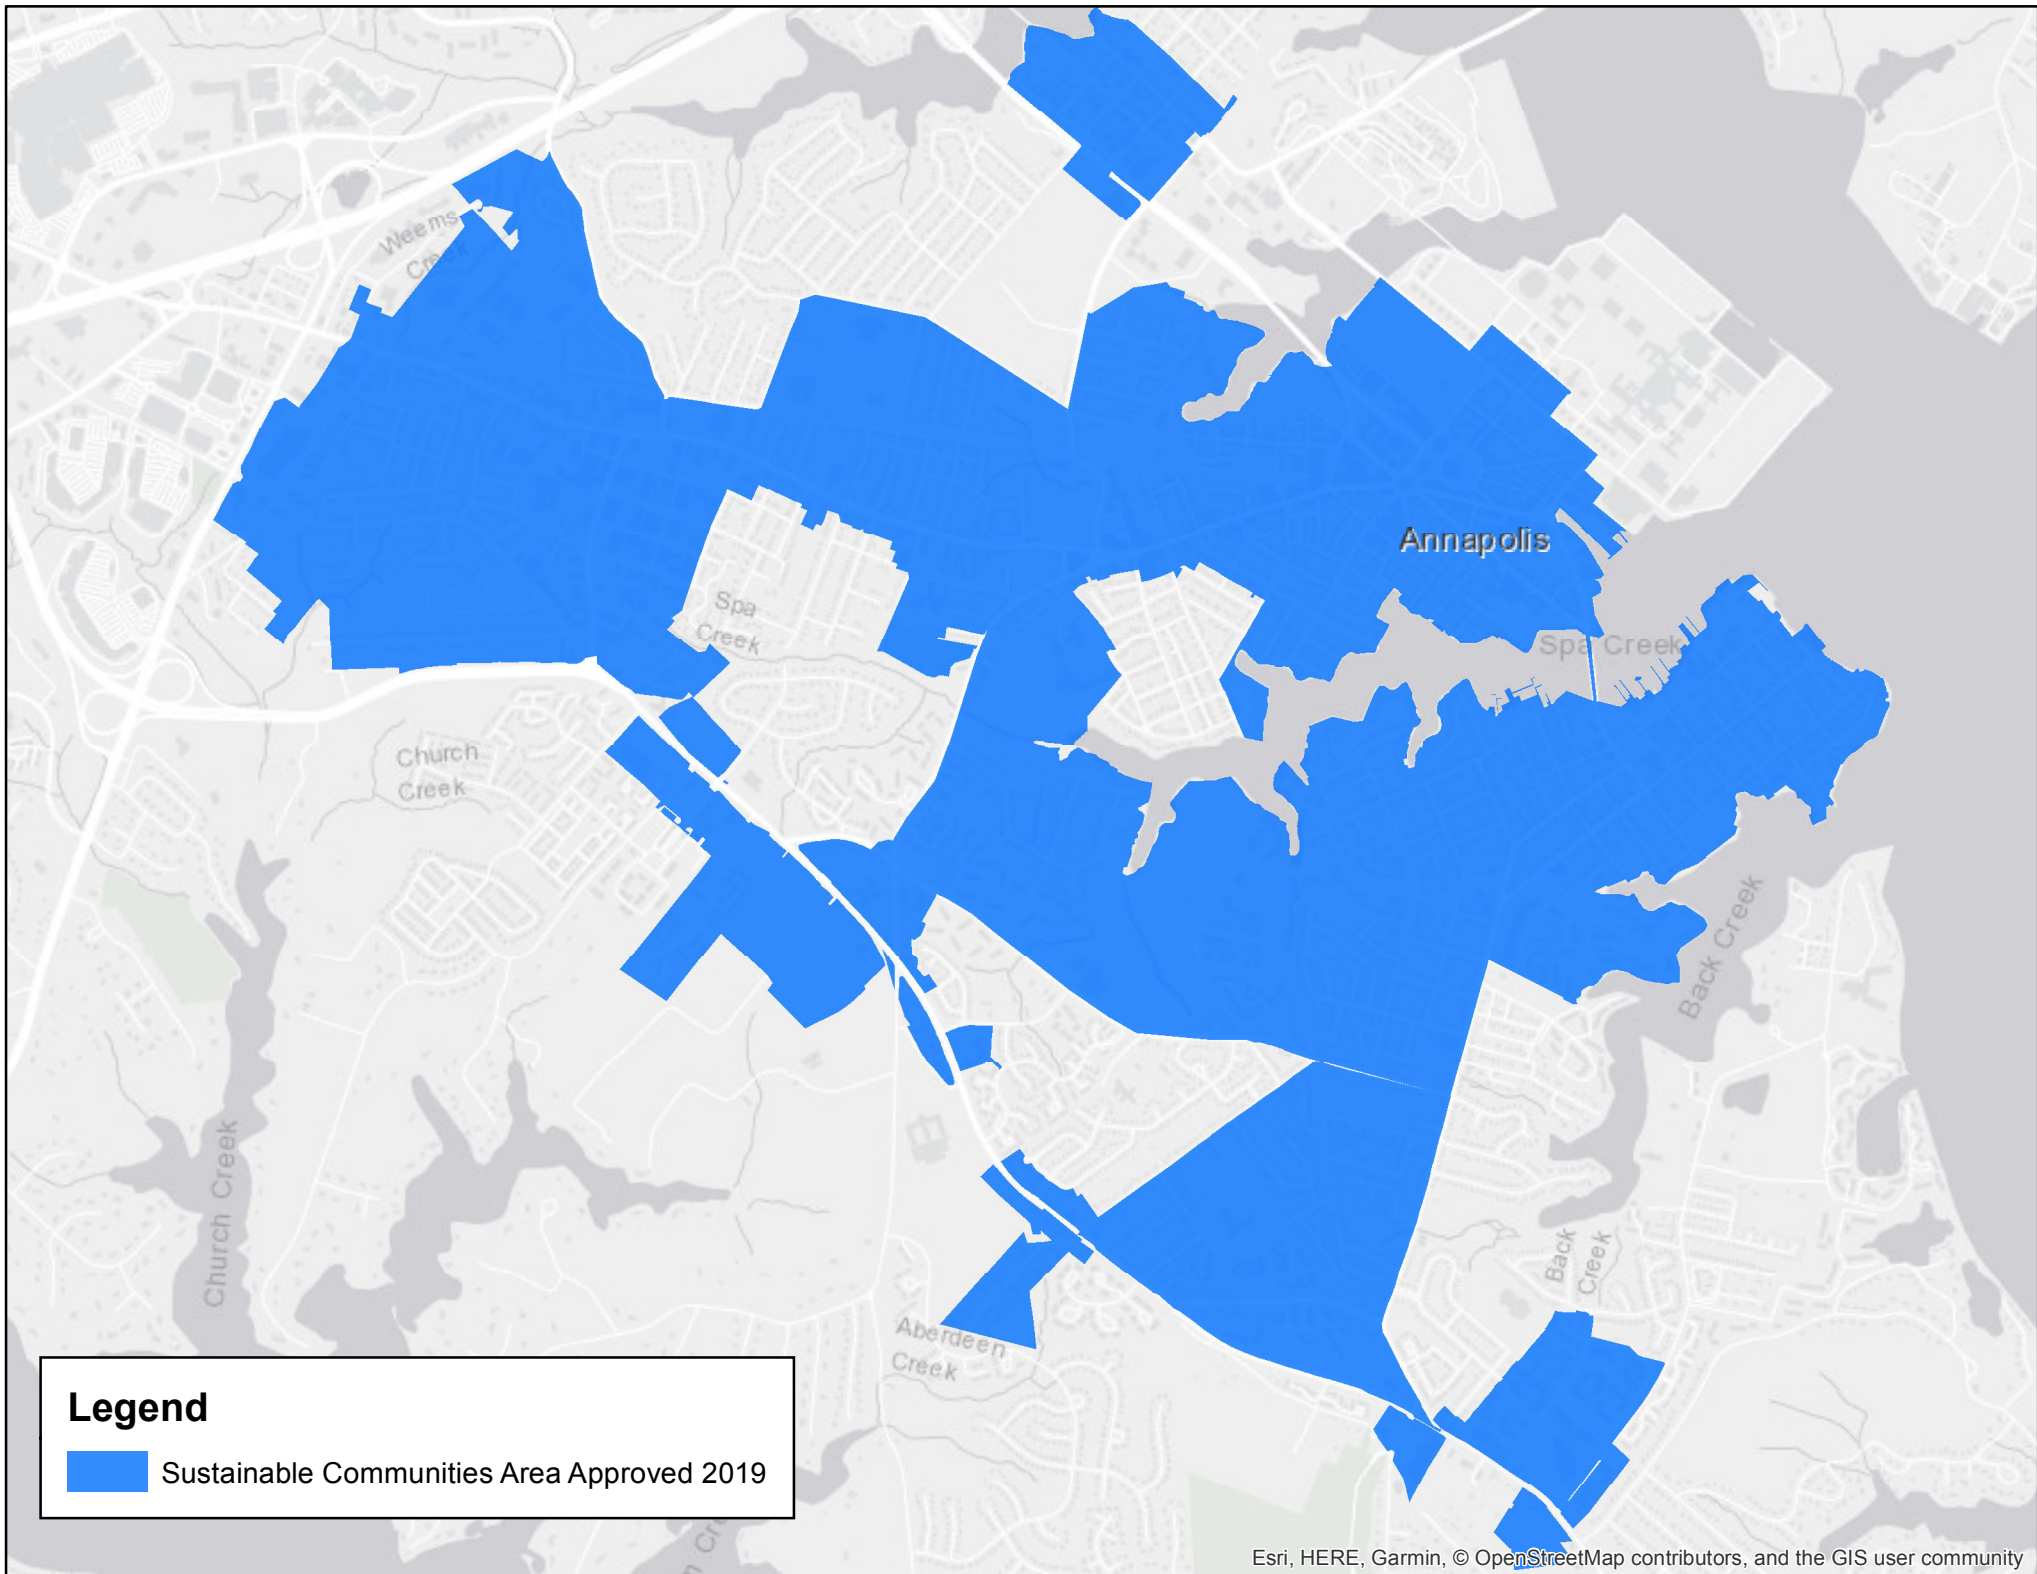 Weems
Creek
Annapolis
Spa
Creek
Spa Creek
Church
Creek
Back Creek
Church Creek
Back
Creek
Aberdeen
Creek
Legend
Sustainable Communities Area Approved 2019
Esri, HERE, Garmin, © OpenStreetMap contributors, and the GIS user community